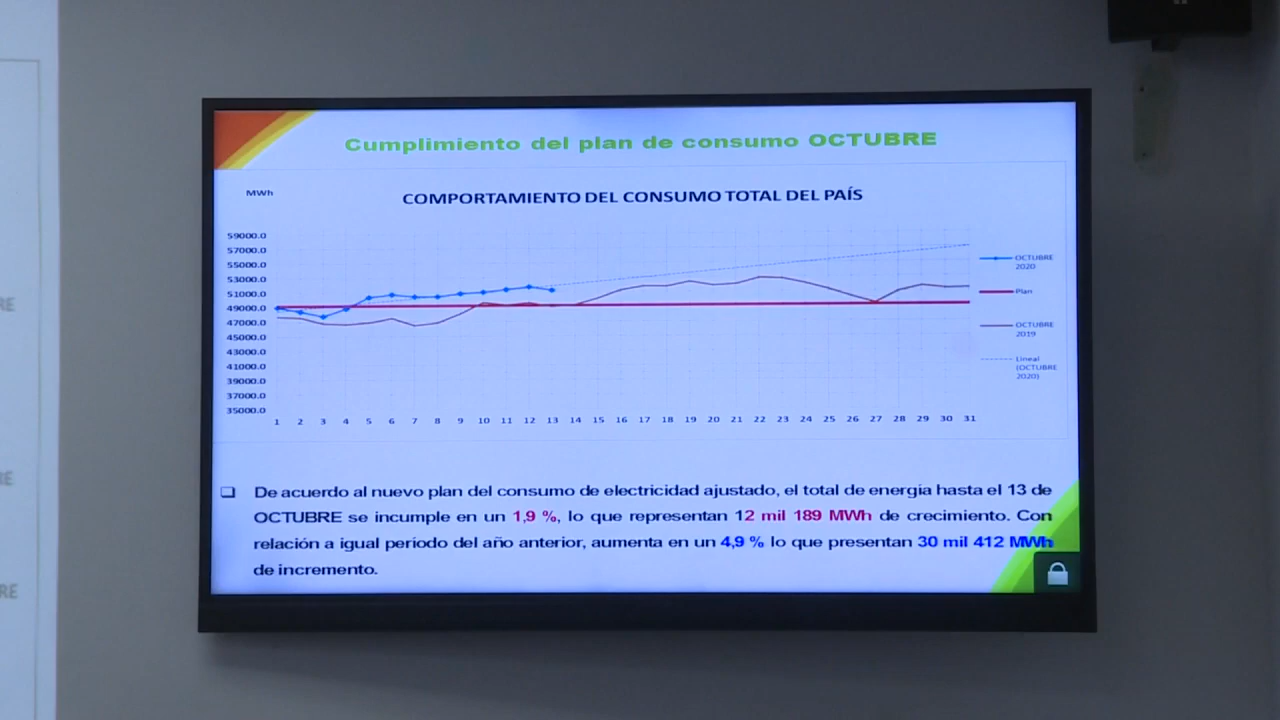 Cumplimiento del plan de consumo OCTUBRE
MWh
COMPORTAMIENTO DEL CONSUMO TOTAL DEL PAÍS
59000.0
57000.0
55000.0
53000.0
51000.0
49000.0
47000.0
45000.0
43000.0
41000.0
39000.0
37000.0
35000.0
1 2 3 4 5 6 7 8 9 10 11 12 13 14 15 16 17 18 19 20 21 22 23 24 25 26 27 28 29 30 31
OCTUBRE
2020
Plan
OCTUBRE
2019
Lineal
(OCTUBRE
2020)
De acuerdo al nuevo plan del consumo de electricidad ajustado, el total de energía hasta el 13 de
OCTUBRE se incumple en un 1,9 %, lo que representan 12 mil 189 MWh de crecimiento. Con
relación a igual periodo del año anterior, aumenta en un 4,9 % lo que presentan 30 mil 412 MWh
de incremento.
RE
RE
RE